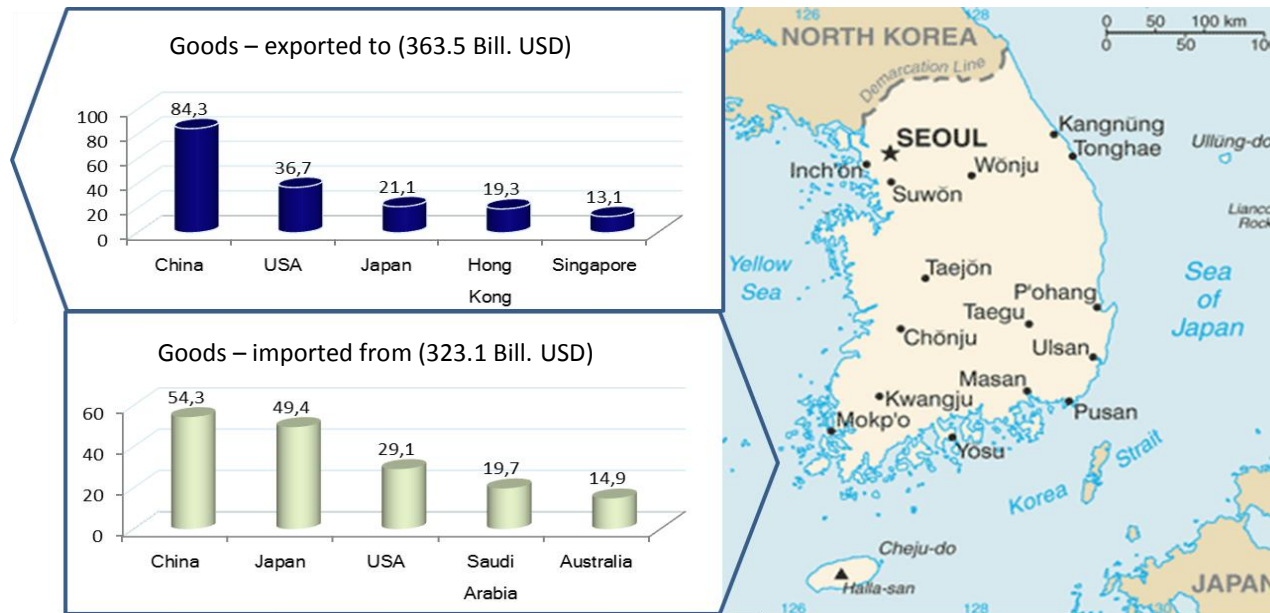 Goods – exported to (363.5 Bill. USD)
100
80
60
40
20
0
84,3
36,7
21,1
19,3
13,1
China
USA
Japan
Hong
Kong
Singapore
Goods – imported from (323.1 Bill. USD)
60
40
20
0
54,3
49,4
29,1
19,7
14,9
China
Japan
USA
Saudi
Arabia
Australia
126
128
0 50 100 km
0 50 100
NORTH KOREA
Demarcation Line
SEOUL
Kangnŭng
Tonghae
Ullŭng-do
Inch'ŏn
Wŏnju
Suwŏn
Lianco
Rock
Yellow
Sea
Taejŏn
Sea
of
Japan
P'ohang
Taegu
Chŏnju
Ulsan
Masan
Kwangju
Pusan
Mokp'o
Yosu
Korea
Strait
Cheju-do
Halla-san
JAPAN
126
128
130